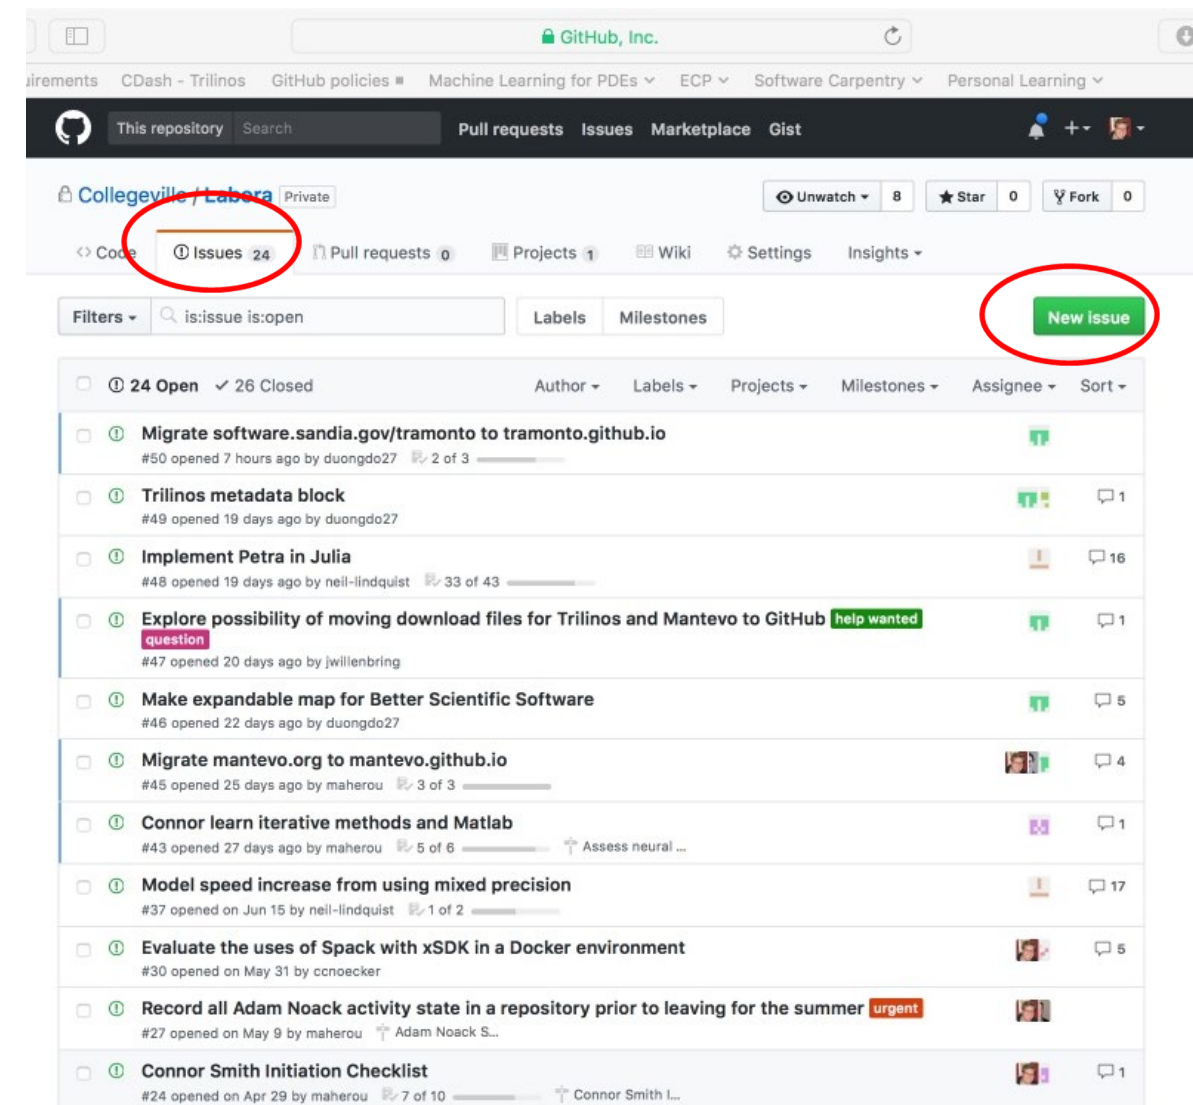 GitHub, Inc.
uirements CDash - Trilinos GitHub policies Machine Learning for PDEs ECP Software Carpentry Personal Learning
This repository Search Pull requests Issues Marketplace Gist
Collegeville / Labora Private Unwatch 8 Star 0 Fork 0
Code Issues 24 Pull requests 0 Projects 1 Wiki Settings Insights
Filters is:issue is:open Labels Milestones New issue
24 Open 26 Closed Author Labels Projects Milestones Assignee Sort
Migrate software.sandia.gov/tramonto to tramonto.github.io
#50 opened 7 hours ago by duongdo27 2 of 3
Trilinos metadata block 1
#49 opened 19 days ago by duongdo27
Implement Petra in Julia 16
#48 opened 19 days ago by neil-lindquist 33 of 43
Explore possibility of moving download files for Trilinos and Mantevo to GitHub help wanted 1
question
#47 opened 20 days ago by jwillenbring
Make expandable map for Better Scientific Software 5
#46 opened 22 days ago by duongdo27
Migrate mantevo.org to mantevo.github.io 4
#45 opened 25 days ago by maherou 3 of 3
Connor learn iterative methods and Matlab 1
#43 opened 27 days ago by maherou 5 of 6 Assess neural ...
Model speed increase from using mixed precision 17
#37 opened on Jun 15 by neil-lindquist 1 of 2
Evaluate the uses of Spack with xSDK in a Docker environment 5
#30 opened on May 31 by ccnoecker
Record all Adam Noack activity state in a repository prior to leaving for the summer urgent
#27 opened on May 9 by maherou Adam Noack S...
Connor Smith Initiation Checklist 1
#24 opened on Apr 29 by maherou 7 of 10 Connor Smith I...